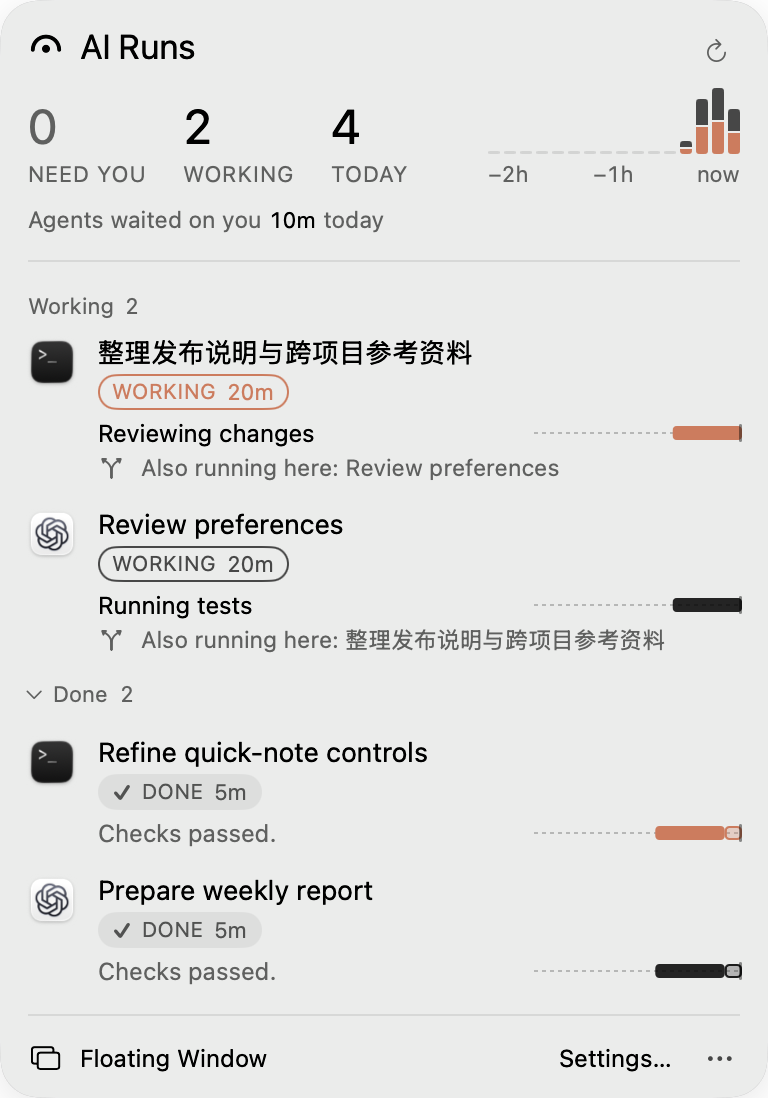 AI Runs
0 2 4
NEED YOU WORKING TODAY
−2h −1h now
Agents waited on you 10m today
Working 2
>_
整理发布说明与跨项目参考资料
WORKING 20m
Reviewing changes
Also running here: Review preferences
Review preferences
WORKING 20m
Running tests
Also running here: 整理发布说明与跨项目参考资料
Done 2
>_
Refine quick-note controls
DONE 5m
Checks passed.
Prepare weekly report
DONE 5m
Checks passed.
Floating Window Settings... ···